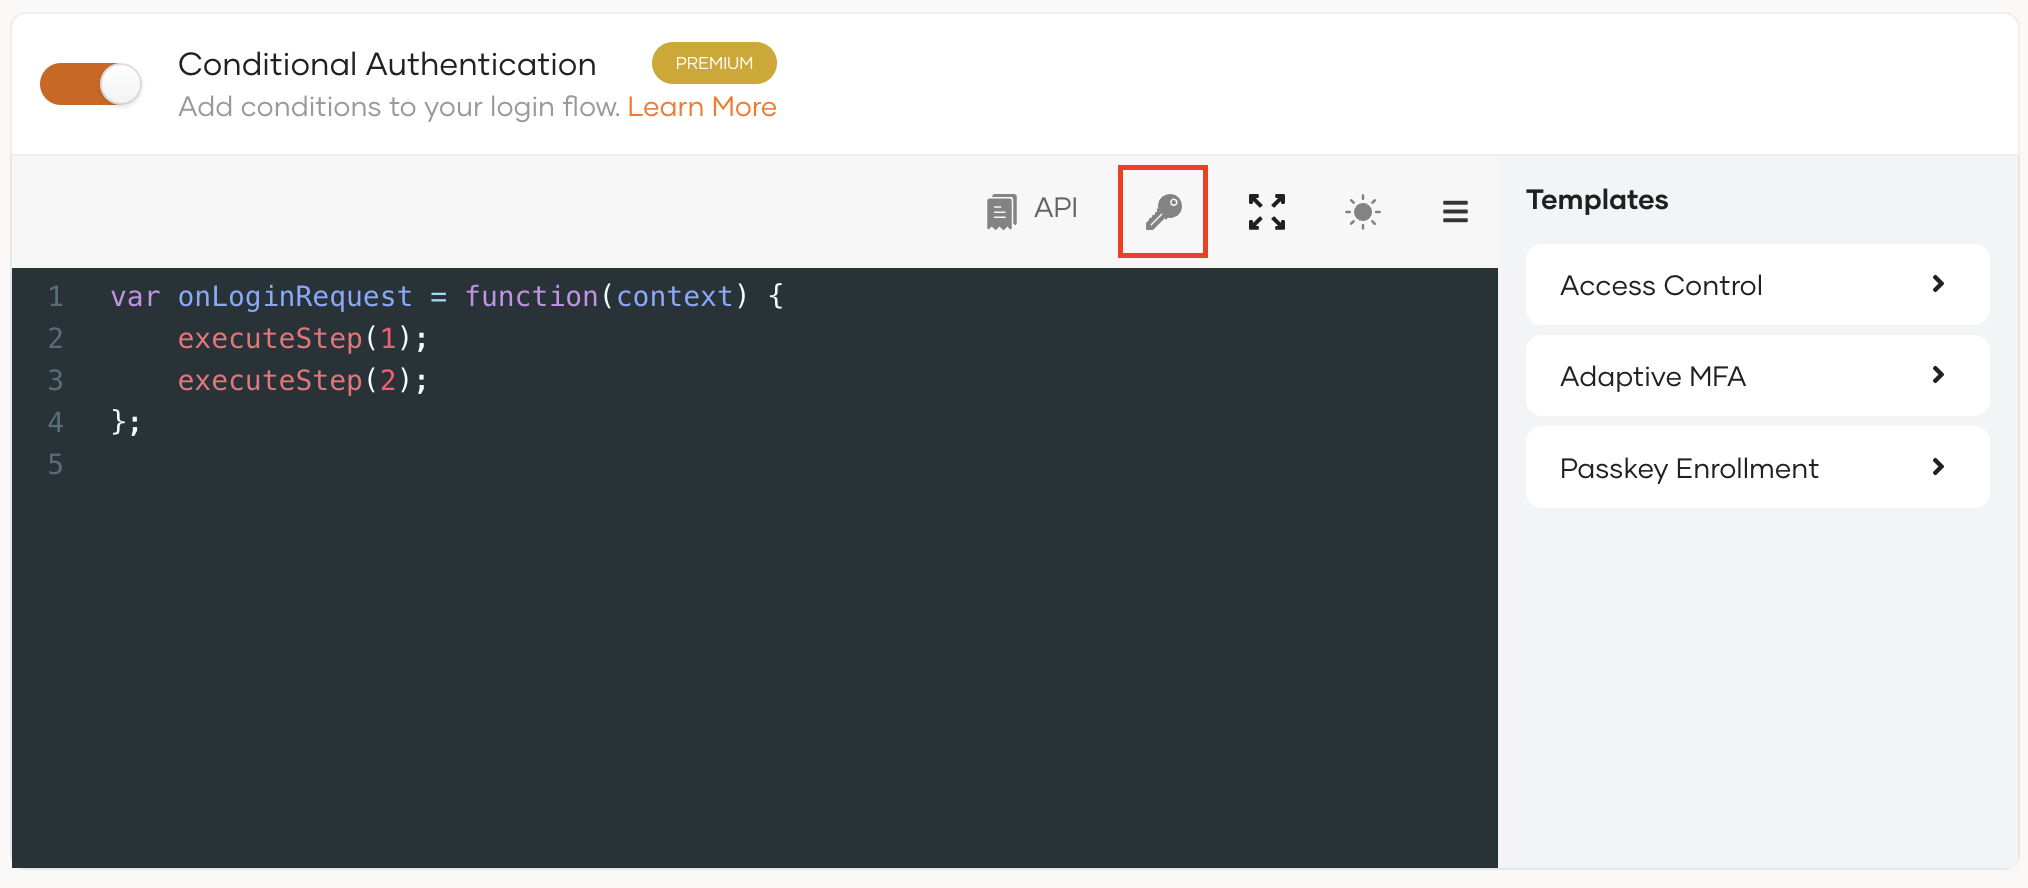 Conditional Authentication PREMIUM
Add conditions to your login flow. Learn More
API
Templates
1 var onLoginRequest = function(context) {
2     executeStep(1);
3     executeStep(2);
4 };
5
Access Control
Adaptive MFA
Passkey Enrollment